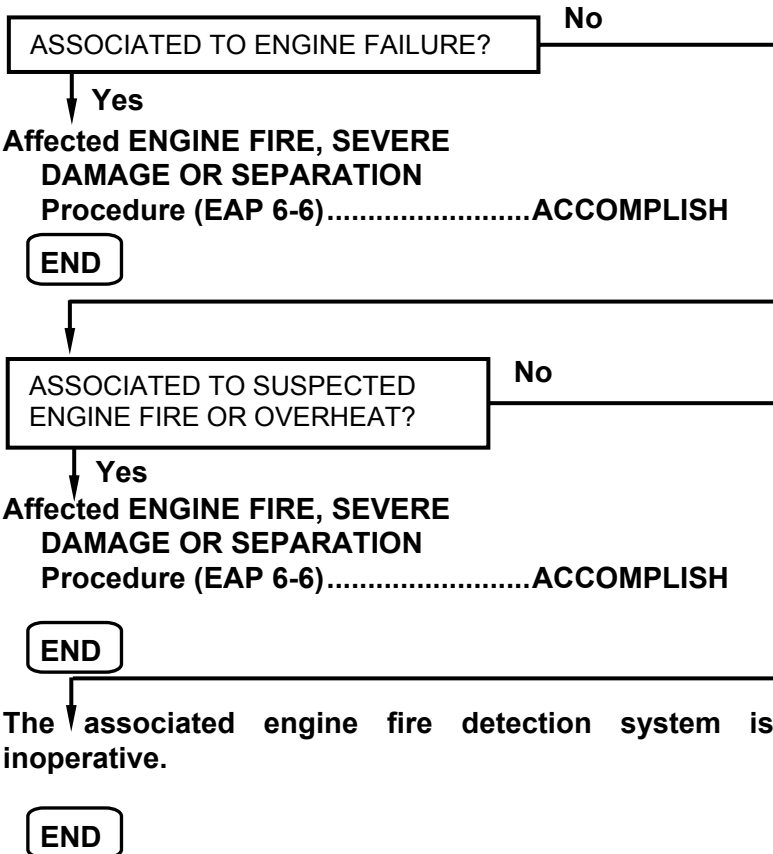 No
ASSOCIATED TO ENGINE FAILURE?
Yes
Affected ENGINE FIRE, SEVERE
DAMAGE OR SEPARATION
Procedure (EAP 6-6).........................ACCOMPLISH
END
ASSOCIATED TO SUSPECTED
ENGINE FIRE OR OVERHEAT?
No
Yes
Affected ENGINE FIRE, SEVERE
DAMAGE OR SEPARATION
Procedure (EAP 6-6).........................ACCOMPLISH
END
The associated engine fire detection system is
inoperative.
END